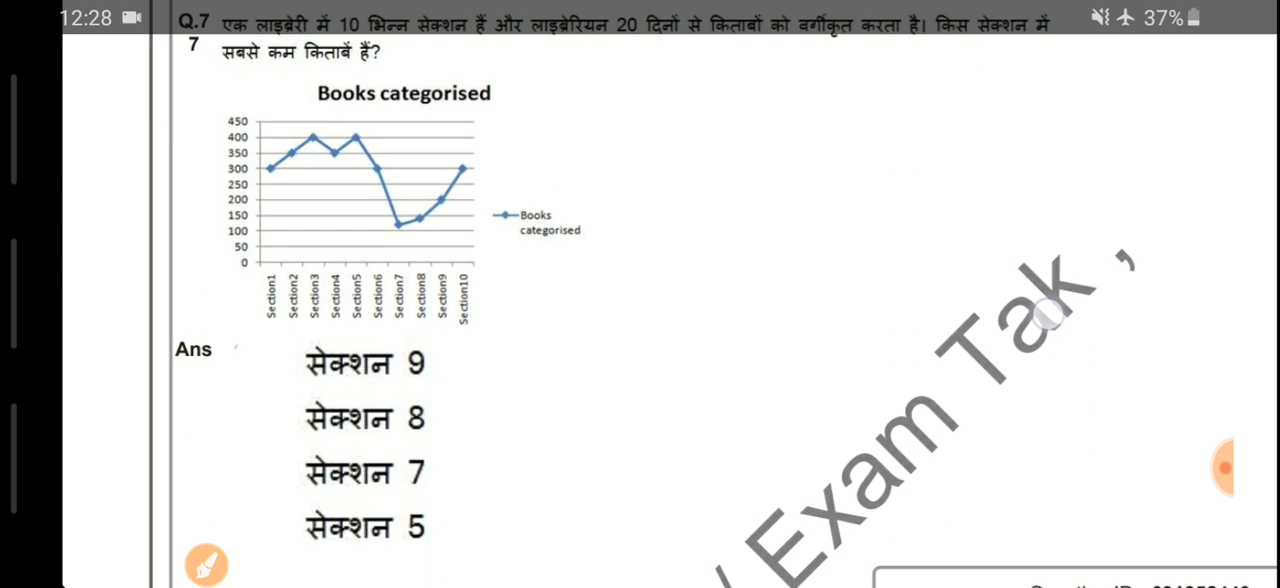 12:28 37%
Q.7 एक लाइब्रेरी में 10 भिन्न सेक्शन हैं और लाइब्रेरियन 20 दिनों से किताबों को वर्गीकृत करता है। किस सेक्शन में
7 सबसे कम किताबें हैं?
Books categorised
450
400
350
300
250
200
150
100
50
0
Section1 Section2 Section3 Section4 Section5 Section6 Section7 Section8 Section9 Section10
Books
categorised
Ans सेक्शन 9
सेक्शन 8
सेक्शन 7
सेक्शन 5
/ Exam Tak ,